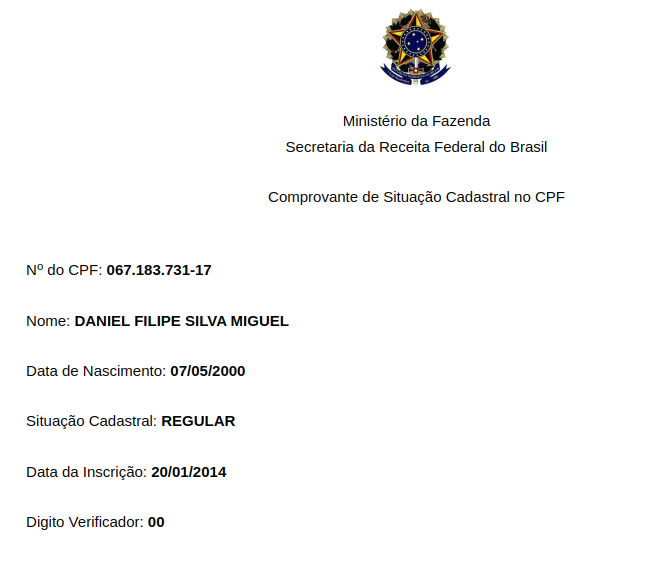 Ministério da Fazenda
Secretaria da Receita Federal do Brasil
Comprovante de Situação Cadastral no CPF
Nº do CPF: 067.183.731-17
Nome: DANIEL FILIPE SILVA MIGUEL
Data de Nascimento: 07/05/2000
Situação Cadastral: REGULAR
Data da Inscrição: 20/01/2014
Digito Verificador: 00